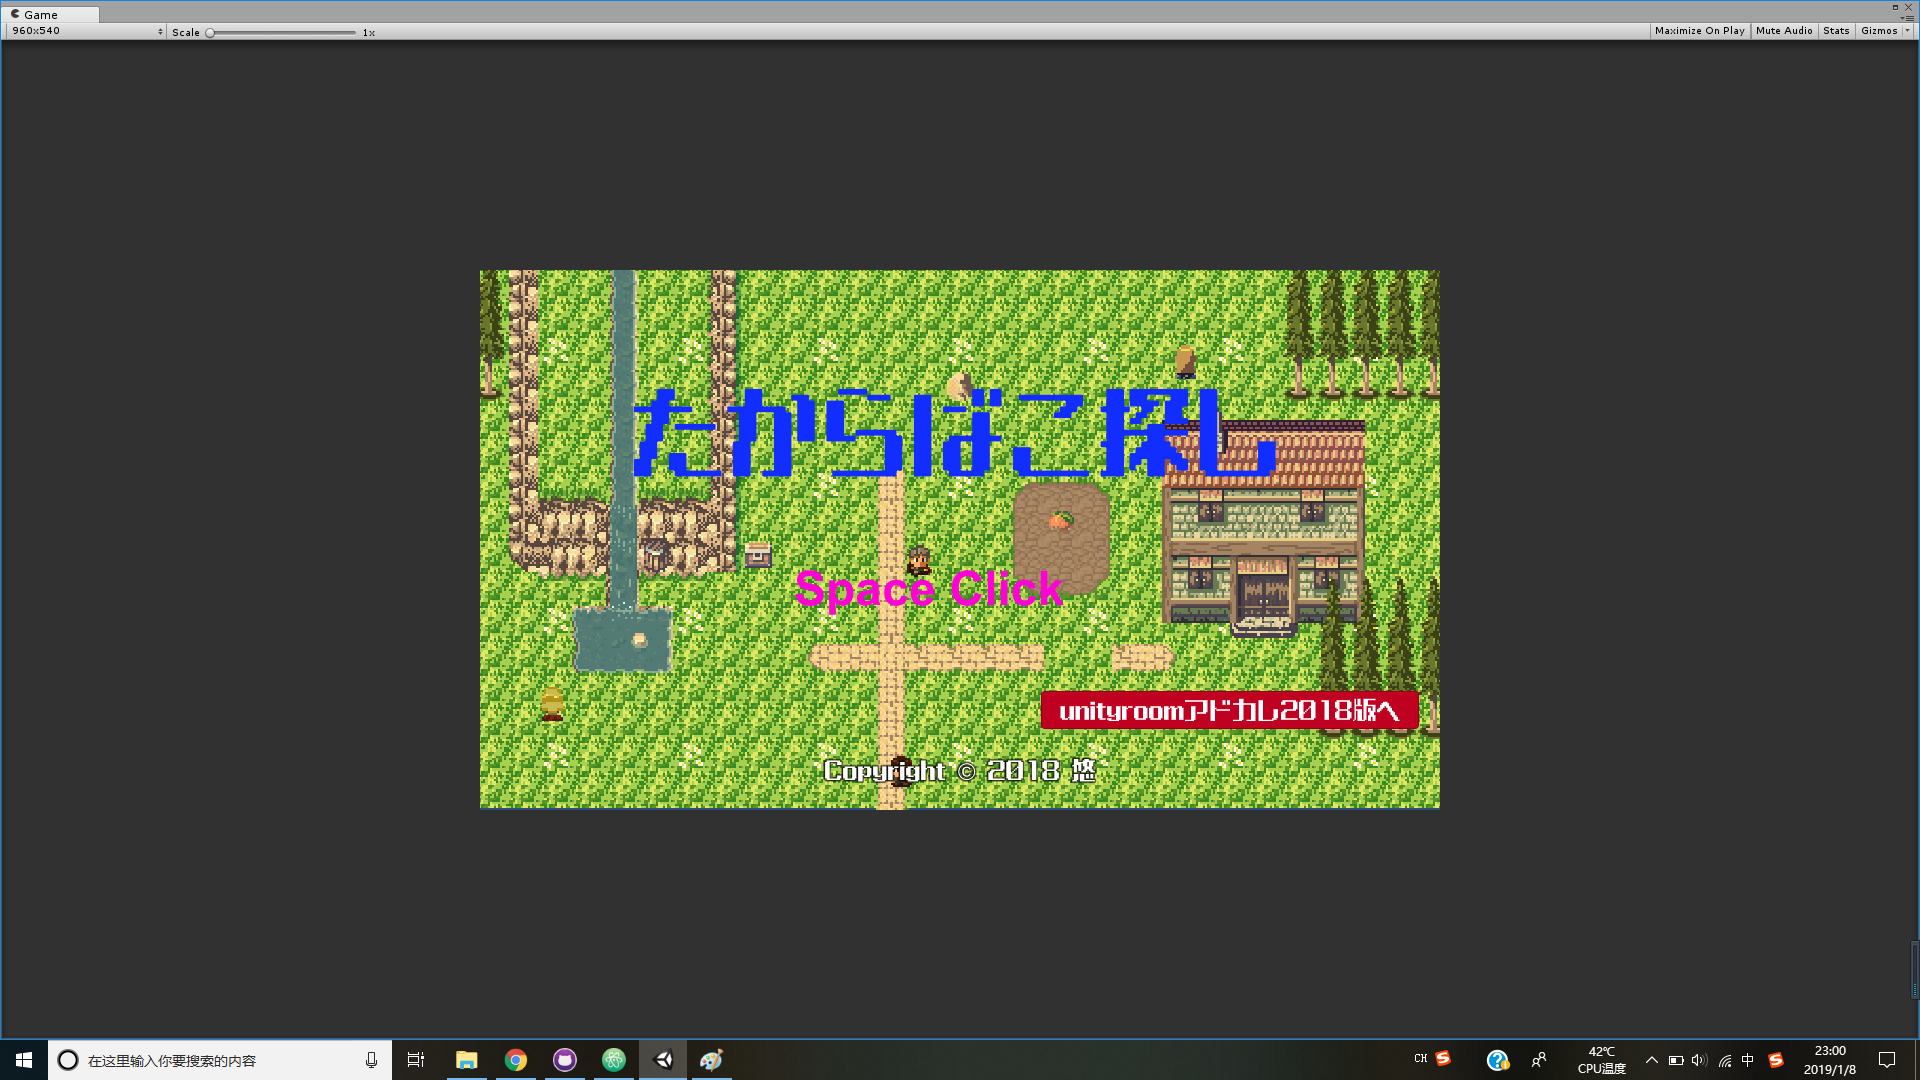 Game
960x540
Scale
1x
Maximize On Play
Mute Audio
Stats
Gizmos
たからばこ探し
Space Click
unityroomアドカレ2018版へ
Copyright © 2018 悠
在这里输入你要搜索的内容
CH
42℃
CPU温度
中
23:00
2019/1/8